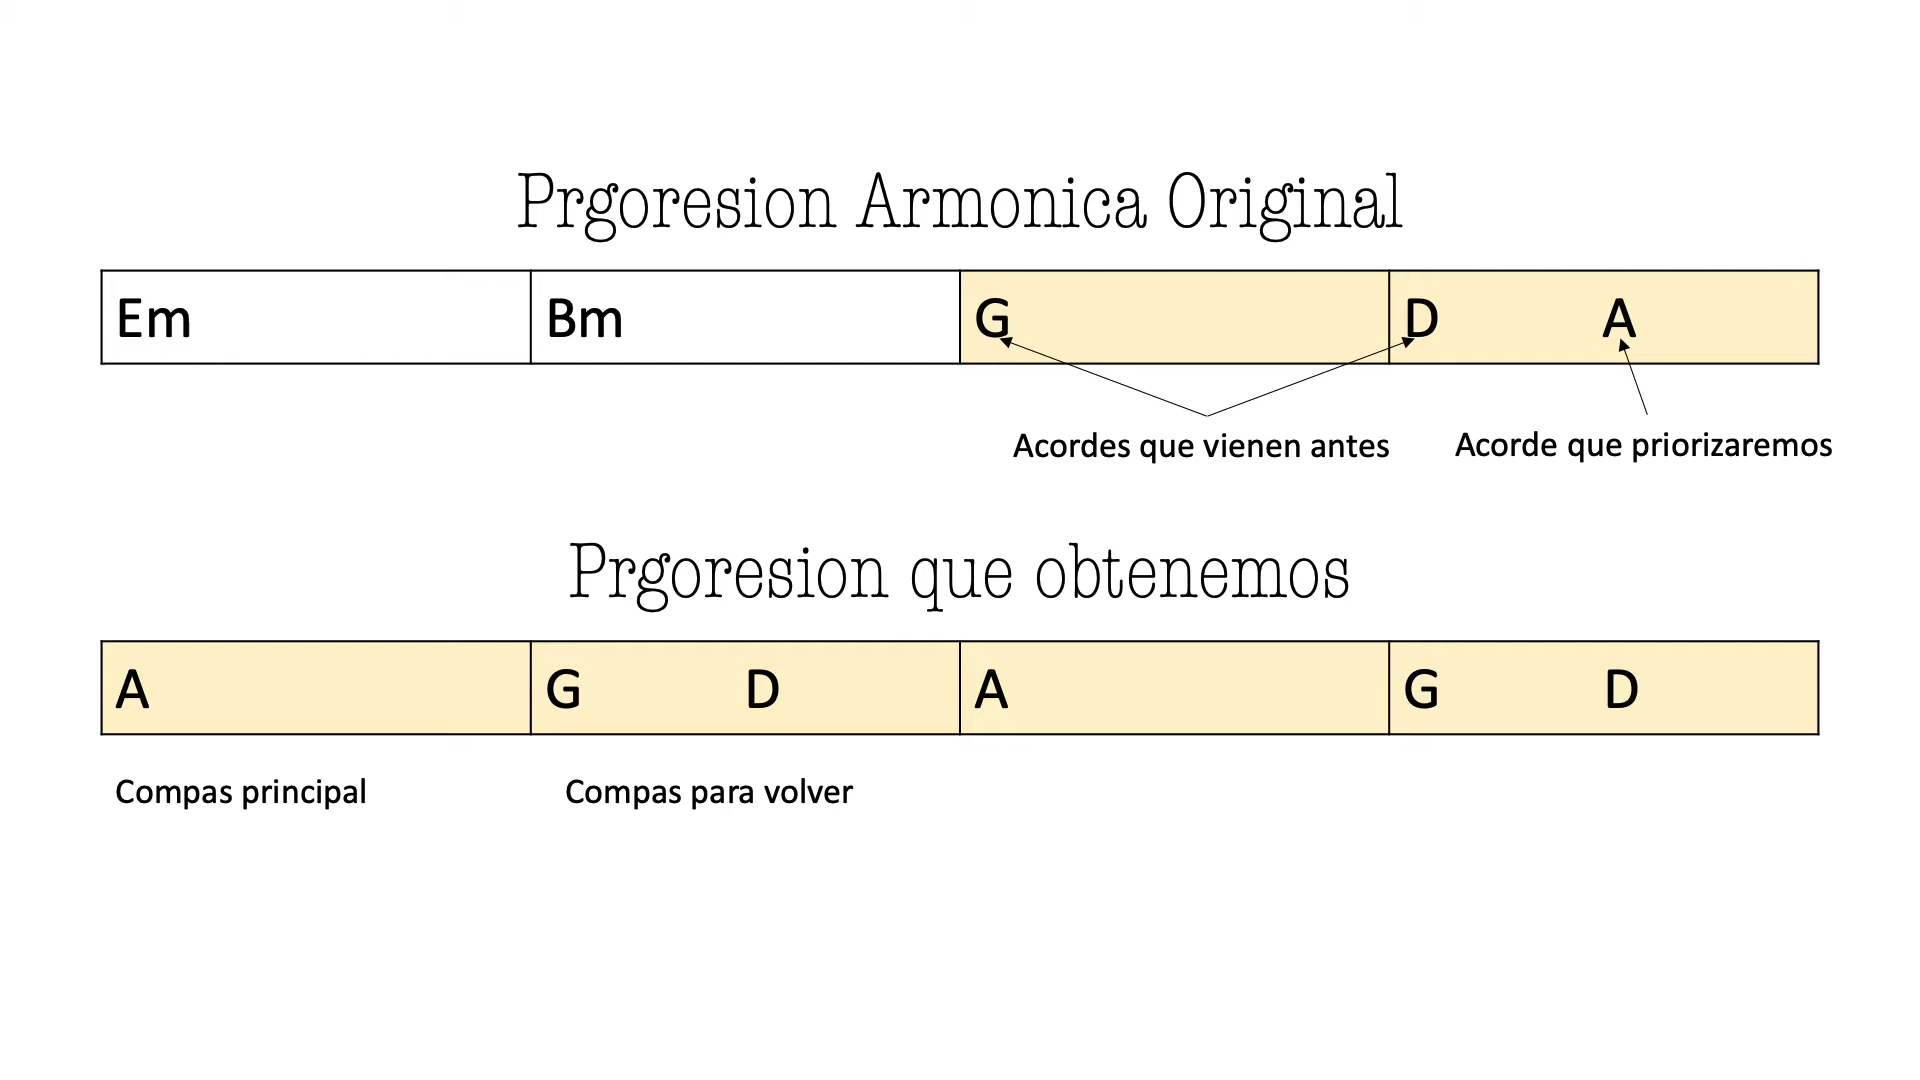 Prgoresion Armonica Original
Em Bm G D A
Acordes que vienen antes Acorde que priorizaremos
Prgoresion que obtenemos
A G D A G D
Compas principal Compas para volver